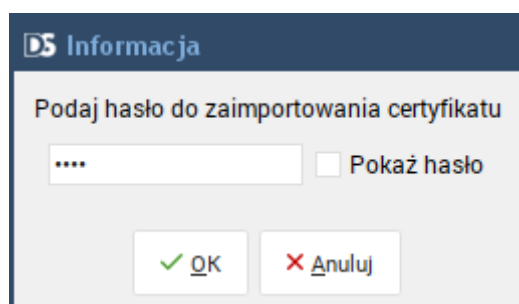 DS Informacja
Podaj hasło do zaimportowania certyfikatu
•••• Pokaż hasło
OK Anuluj